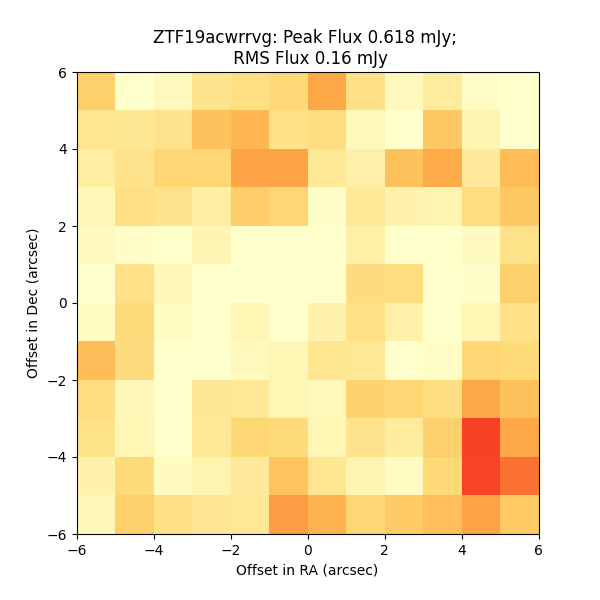 ZTF19acwrrvg: Peak Flux 0.618 mJy;
RMS Flux 0.16 mJy
6
4
2
0
−2
−4
−6
Offset in Dec (arcsec)
−6 −4 −2 0 2 4 6
Offset in RA (arcsec)